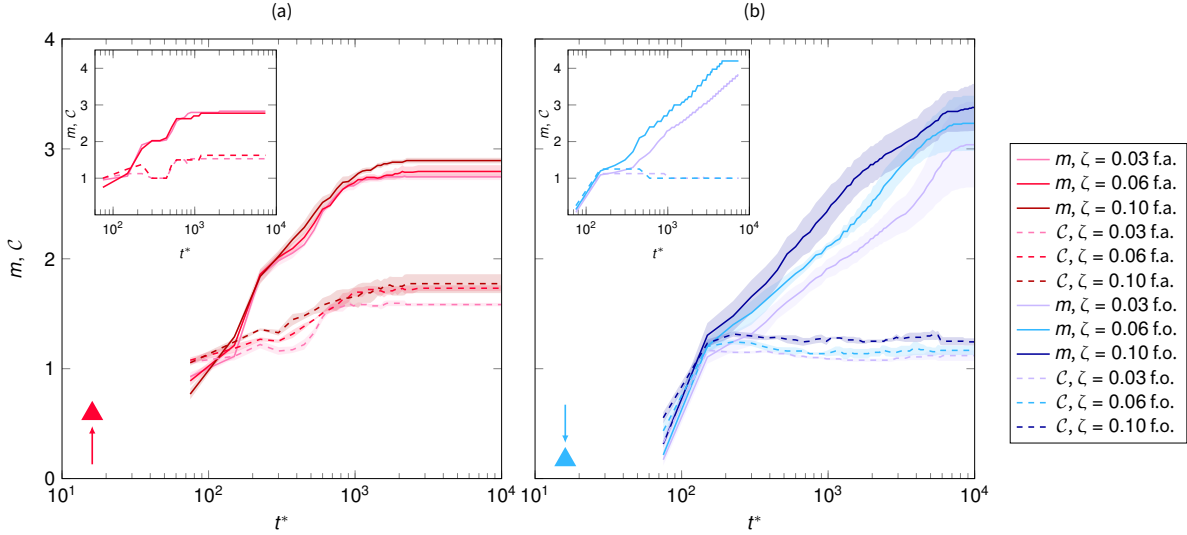 (a)
(b)
4
3
2
1
0
m, C
10¹
10²
10³
10⁴
t*
4
3
2
1
m, C
10²
10³
10⁴
t*
10¹
10²
10³
10⁴
t*
4
3
2
1
m, C
10²
10³
10⁴
t*
m, ζ = 0.03 f.a.
m, ζ = 0.06 f.a.
m, ζ = 0.10 f.a.
C, ζ = 0.03 f.a.
C, ζ = 0.06 f.a.
C, ζ = 0.10 f.a.
m, ζ = 0.03 f.o.
m, ζ = 0.06 f.o.
m, ζ = 0.10 f.o.
C, ζ = 0.03 f.o.
C, ζ = 0.06 f.o.
C, ζ = 0.10 f.o.